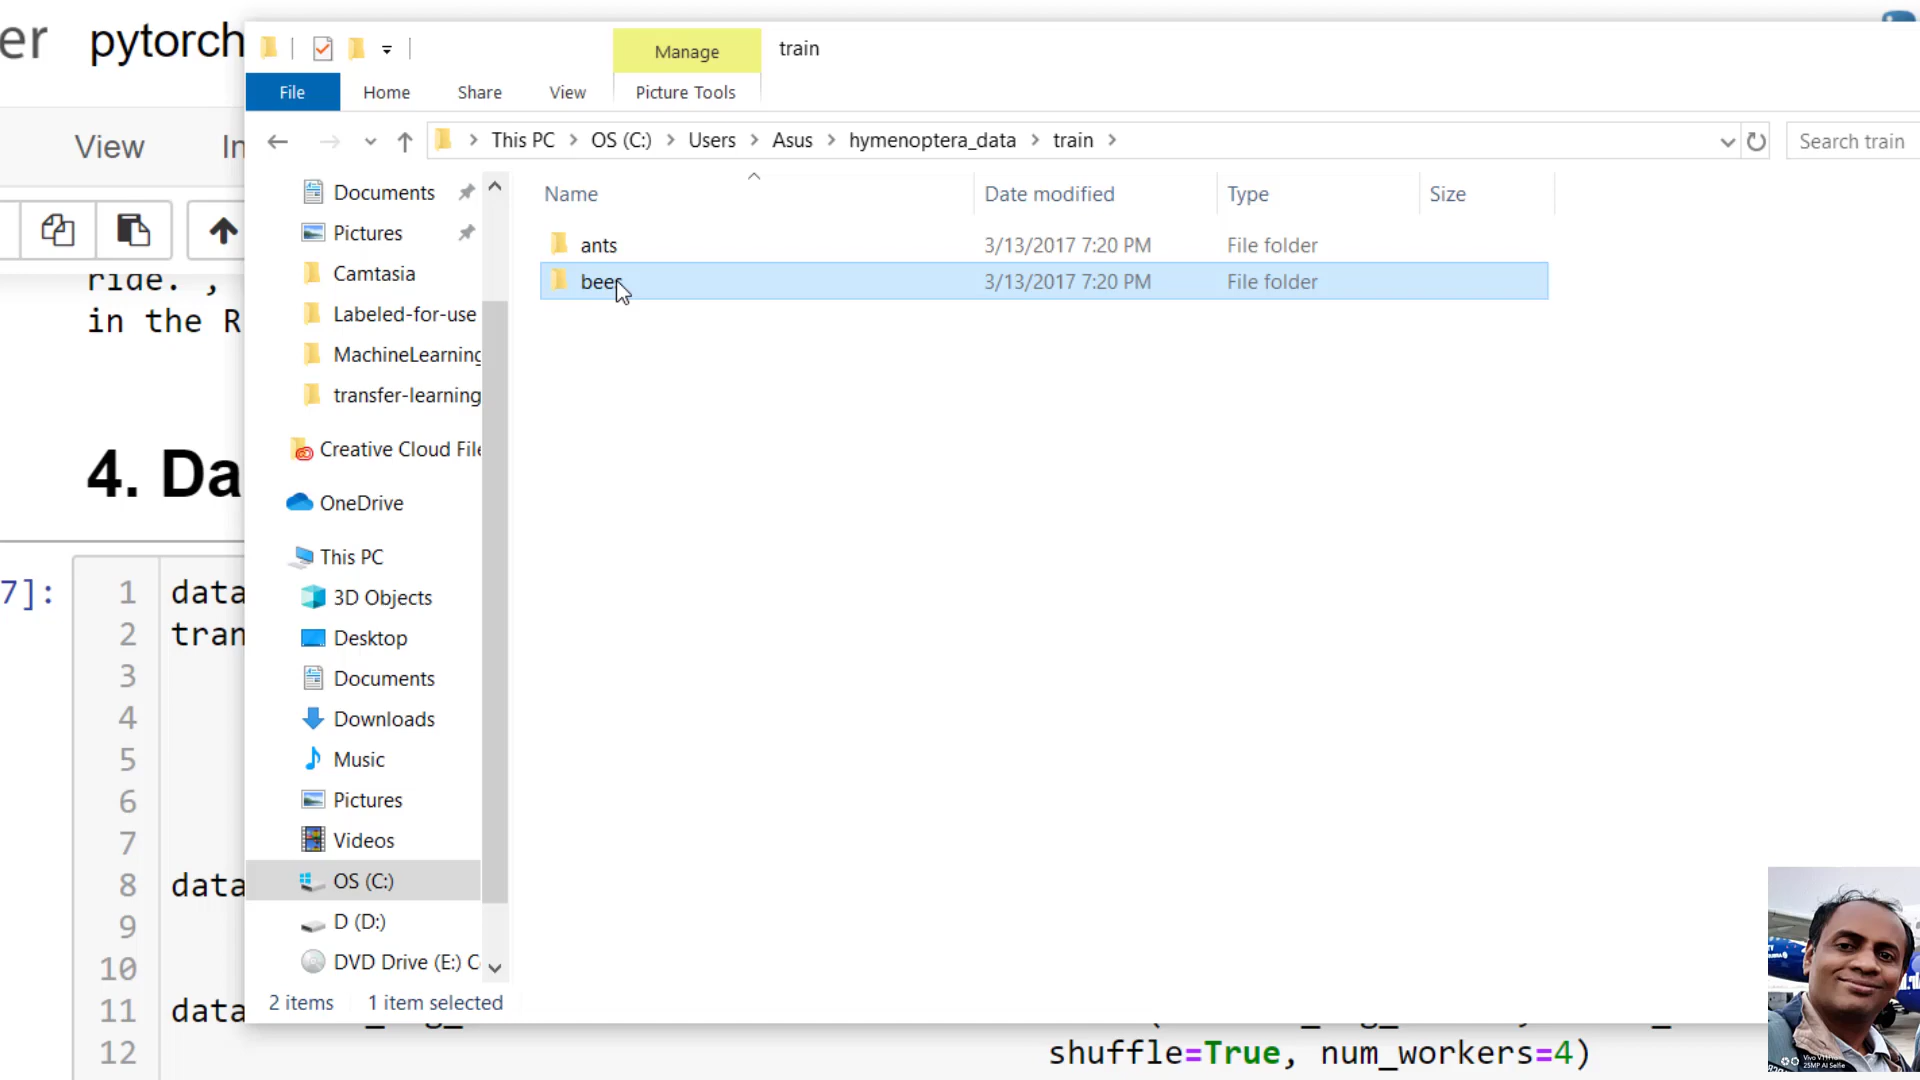 er pytorch
Manage
train
File
Home
Share
View
Picture Tools
View
In
This PC
OS (C:)
Users
Asus
hymenoptera_data
train
Search train
Name
Date modified
Type
Size
ants
3/13/2017 7:20 PM
File folder
bees
3/13/2017 7:20 PM
File folder
Documents
Pictures
Camtasia
Labeled-for-use
MachineLearning
transfer-learning
Creative Cloud File
OneDrive
This PC
3D Objects
Desktop
Documents
Downloads
Music
Pictures
Videos
OS (C:)
D (D:)
DVD Drive (E:) C
2 items
1 item selected
ride. ,
in the R
4. Da
7]:
1 data
2 tran
3
4
5
6
7
8 data
9
10
11 data
12 shuffle=True, num_workers=4)
Vivo V11Pro
25MP AI Selfie